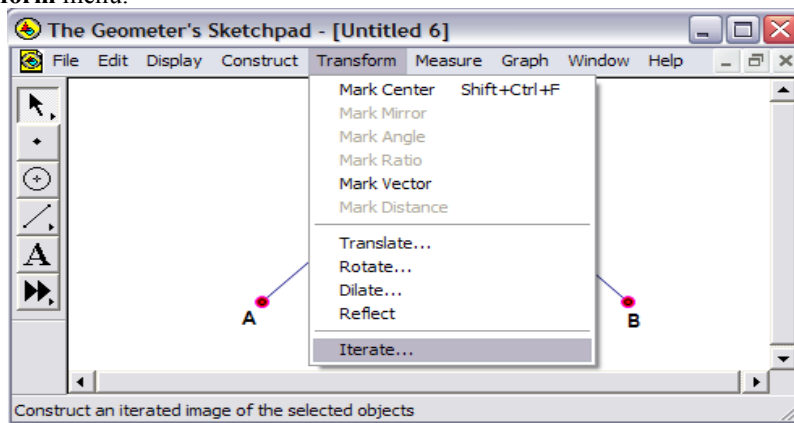 form menu.
The Geometer's Sketchpad - [Untitled 6]
File Edit Display Construct Transform Measure Graph Window Help
Mark Center Shift+Ctrl+F
Mark Mirror
Mark Angle
Mark Ratio
Mark Vector
Mark Distance
Translate...
Rotate...
Dilate...
Reflect
Iterate...
A
A
B
Construct an iterated image of the selected objects